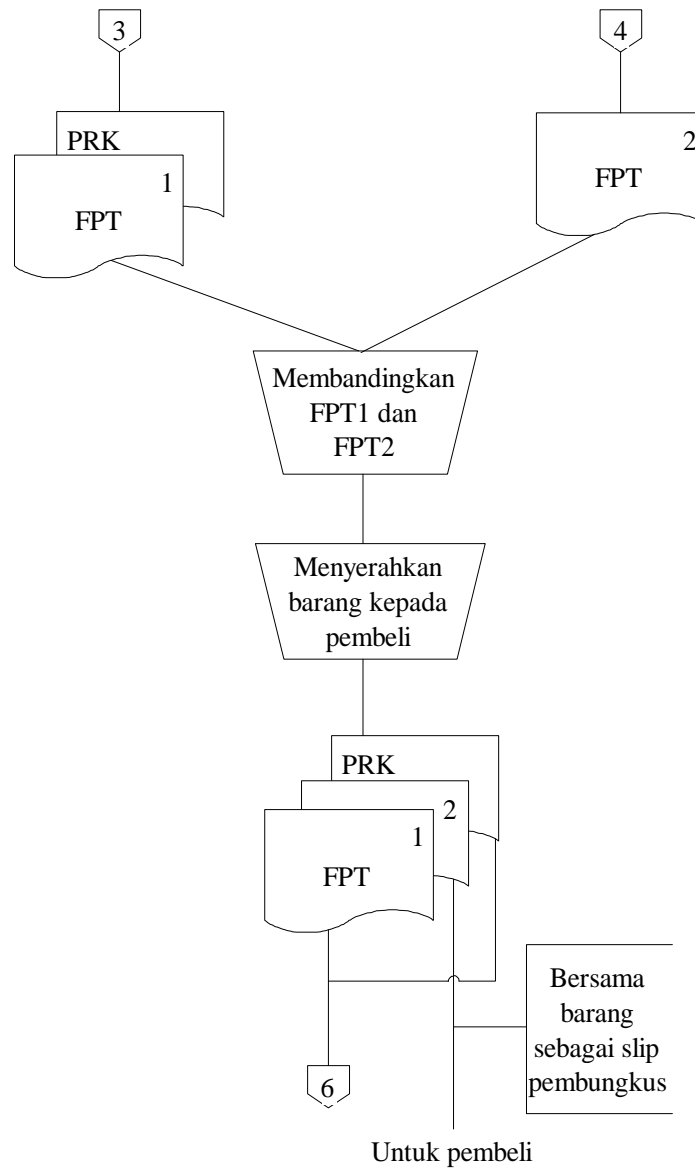 3
4
PRK
1
FPT
2
FPT
Membandingkan
FPT1 dan
FPT2
Menyerahkan
barang kepada
pembeli
PRK
2
1
FPT
Bersama
barang
sebagai slip
pembungkus
6
Untuk pembeli